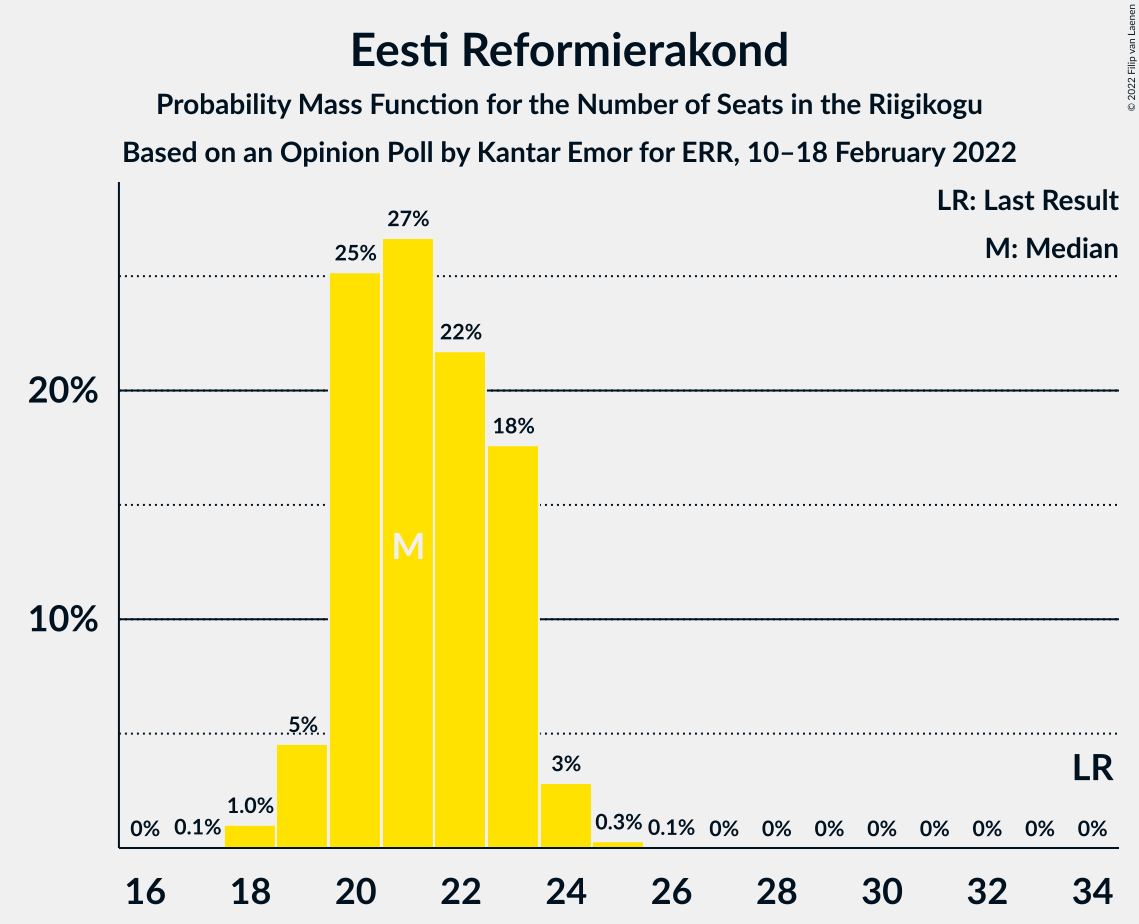 Eesti Reformierakond
Probability Mass Function for the Number of Seats in the Riigikogu
Based on an Opinion Poll by Kantar Emor for ERR, 10–18 February 2022
© 2022 Filip van Laenen
LR: Last Result
M: Median
27%
25%
22%
20%
18%
M
10%
5%
3%
LR
0% 0.1% 1.0% 0.3% 0.1% 0% 0% 0% 0% 0% 0% 0% 0%
16 18 20 22 24 26 28 30 32 34